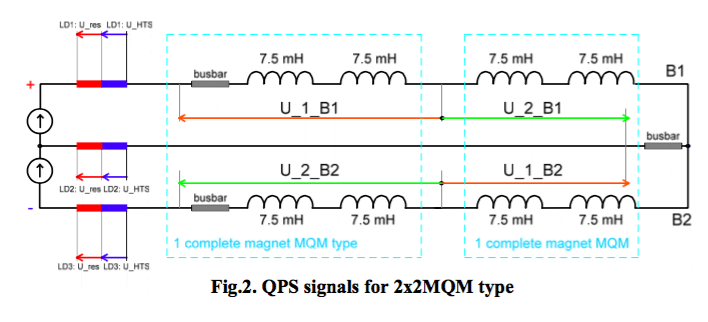 LD1: U_res LD1: U_HTS
7.5 mH 7.5 mH 7.5 mH 7.5 mH
busbar
B1
+
U_1_B1 U_2_B1
busbar
U_2_B2 U_1_B2
LD2: U_res LD2: U_HTS
busbar
-
7.5 mH 7.5 mH 7.5 mH 7.5 mH
B2
1 complete magnet MQM type 1 complete magnet MQM
LD3: U_res LD3: U_HTS
Fig.2. QPS signals for 2x2MQM type